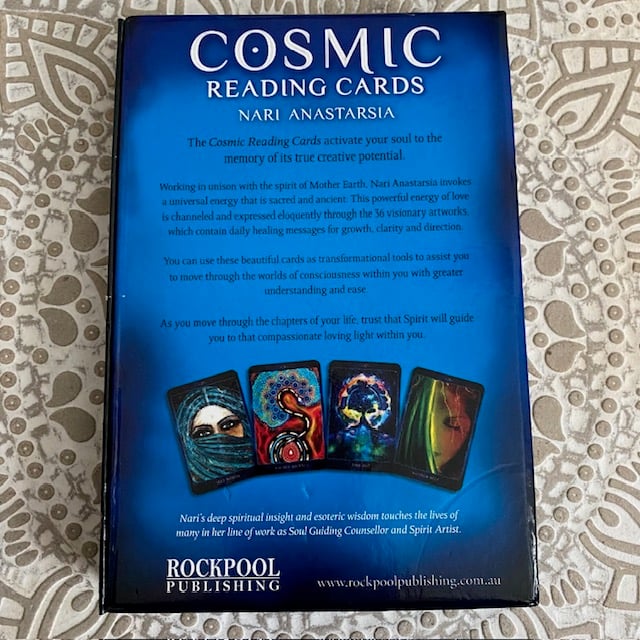 COSMIC
READING CARDS
NARI ANASTARSIA
The Cosmic Reading Cards activate your soul to the
memory of its true creative potential.
Working in unison with the spirit of Mother Earth, Nari Anastarsia invokes
a universal energy that is sacred and ancient. This powerful energy of love
is channeled and expressed eloquently through the 36 visionary artworks,
which contain daily healing messages for growth, clarity and direction.
You can use these beautiful cards as transformational tools to assist you
to move through the worlds of consciousness within you with greater
understanding and ease.
As you move through the chapters of your life, trust that Spirit will guide
you to that compassionate loving light within you.
Nari's deep spiritual insight and esoteric wisdom touches the lives of
many in her line of work as Soul Guiding Counsellor and Spirit Artist.
ROCKPOOL
PUBLISHING
www.rockpoolpublishing.com.au